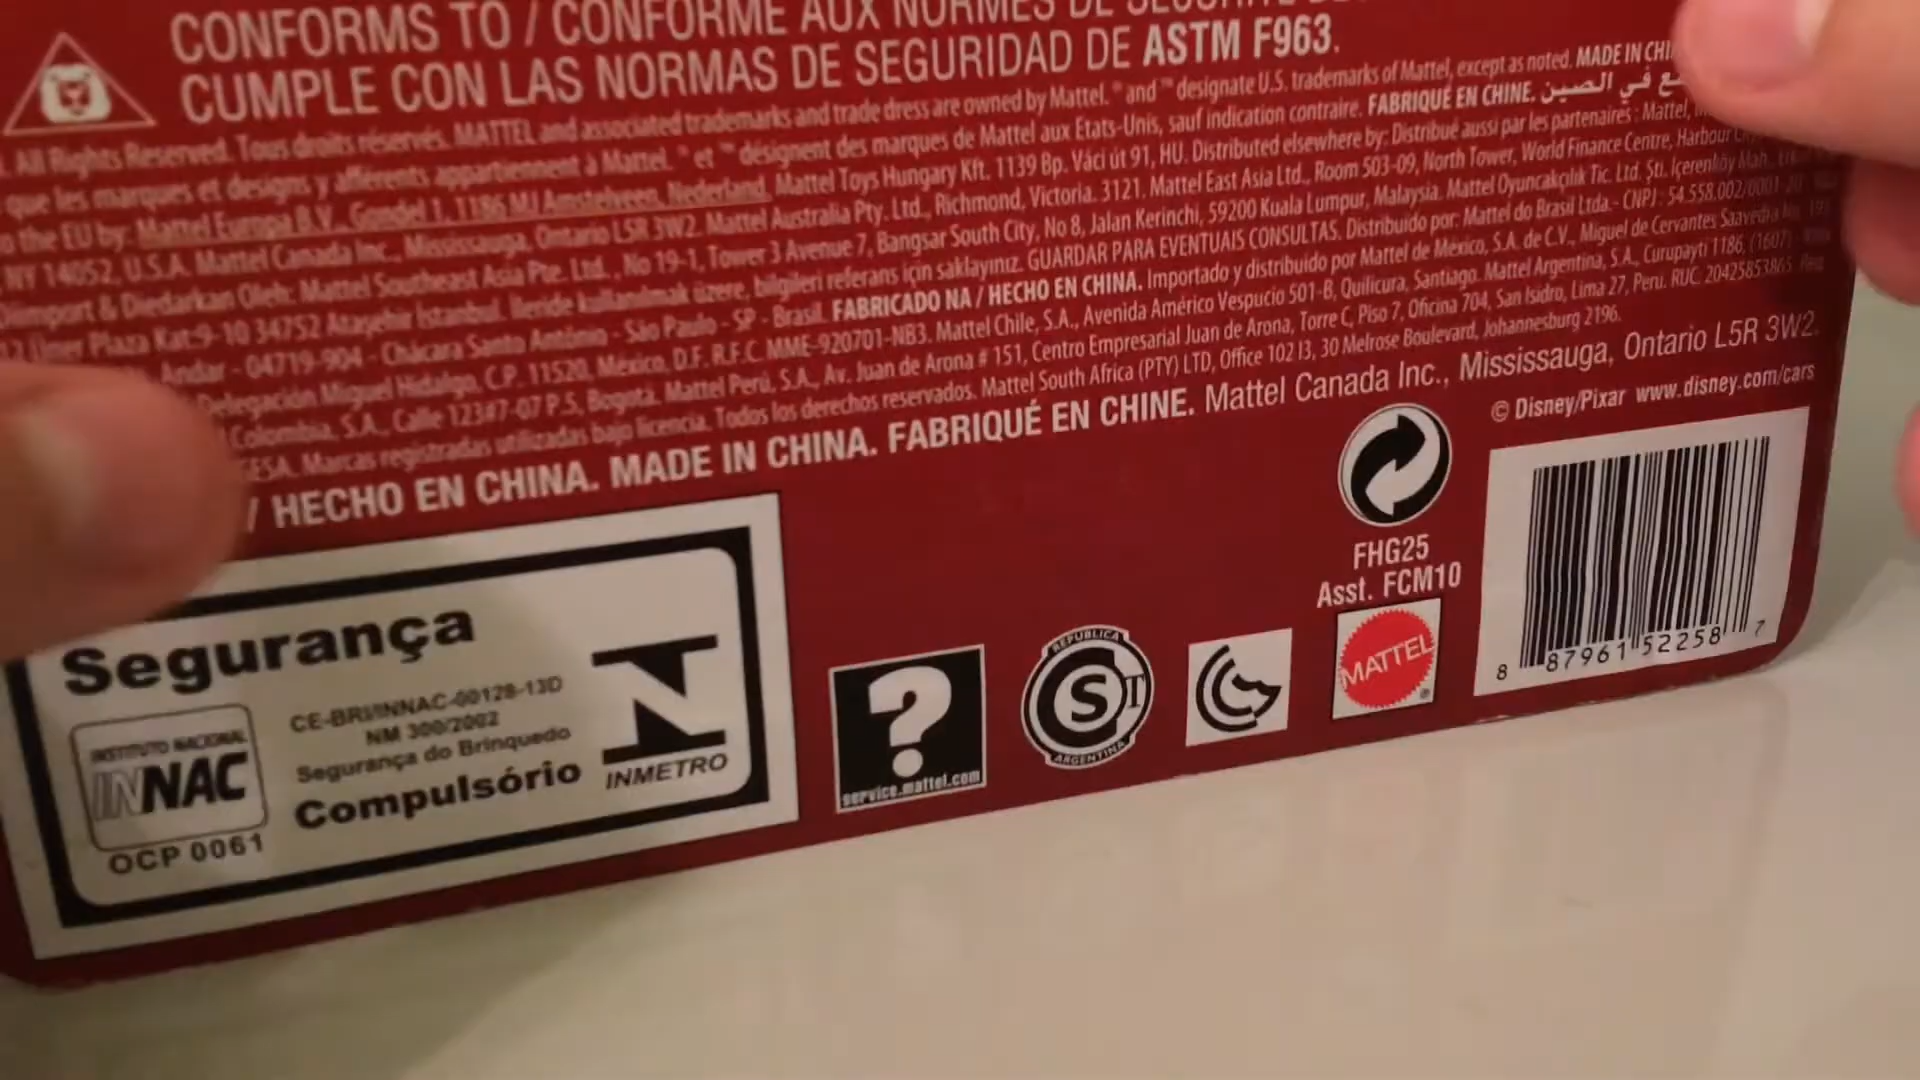 CONFORMS TO / CONFORME AUX NORMES DE
CUMPLE CON LAS NORMAS DE SEGURIDAD DE ASTM F963.
. All Rights Reserved. Tous droits réservés. MATTEL and associated trademarks and trade dress are owned by Mattel. ® and ™ designate U.S. trademarks of Mattel, except as noted. MADE IN
que les marques et designs y afférents appartiennent à Mattel. ® et ™ désignent des marques de Mattel aux Etats-Unis, sauf indication contraire. FABRIQUÉ EN CHINE. في الصين
the EU by: Mattel Europa B.V., Gondel 1, 1186 MJ Amstelveen, Nederland. Mattel Toys Hungary Kft. 1139 Bp. Váci út 91, HU. Distributed elsewhere by: Distribué aussi par les partenaires : Mattel,
NY 14052, U.S.A. Mattel Canada Inc., Mississauga, Ontario L5R 3W2. Mattel Australia Pty. Ltd., Richmond, Victoria. 3121. Mattel East Asia Ltd., Room 503-09, North Tower, World Finance Centre, Harbour
Diimport & Diedarkan Oleh: Mattel Southeast Asia Pte. Ltd., No 19-1, Tower 3 Avenue 7, Bangsar South City, No 8, Jalan Kerinchi, 59200 Kuala Lumpur, Malaysia. Mattel Oyuncakçılık Tic. Ltd. Şti. İçerenköy Mah.
Plaza Kat:9-10 34752 Ataşehir İstanbul. İleride kullanılmak üzere, bilgileri referans için saklayınız. GUARDAR PARA EVENTUAIS CONSULTAS. Distribuido por: Mattel do Brasil Ltda.- CNPJ : 54.558.002/0001-20
Andar - 04719-904 - Chácara Santo Antônio - São Paulo - SP - Brasil. FABRICADO NA / HECHO EN CHINA. Importado y distribuido por Mattel de México, S.A. de C.V., Miguel de Cervantes Saavedra No. 193
Delegación Miguel Hidalgo, C.P. 11520, México, D.F. R.F.C. MME-920701-NB3. Mattel Chile, S.A., Avenida Américo Vespucio 501-B, Quilicura, Santiago. Mattel Argentina, S.A., Curupaytí 1186, (1607)
Colombia, S.A., Calle 123#7-07 P.5, Bogotá. Mattel Perú, S.A., Av. Juan de Arona # 151, Centro Empresarial Juan de Arona, Torre C, Piso 7, Oficina 704, San Isidro, Lima 27, Perú. RUC. 20425853865.
Marcas registradas utilizadas bajo licencia. Todos los derechos reservados. Mattel South Africa (PTY) LTD, Office 102 I3, 30 Melrose Boulevard, Johannesburg 2196.
/ HECHO EN CHINA. MADE IN CHINA. FABRIQUÉ EN CHINE. Mattel Canada Inc., Mississauga, Ontario L5R 3W2.
© Disney/Pixar www.disney.com/cars
FHG25
Asst. FCM10
MATTEL
8 87961 52258 7
Segurança
INSTITUTO NACIONAL
INNAC
OCP 0061
CE-BRI/INNAC-00128-13D
NM 300/2002
Segurança do Brinquedo
Compulsório
INMETRO
?
service.mattel.com
REPUBLICA
S T
ARGENTINA